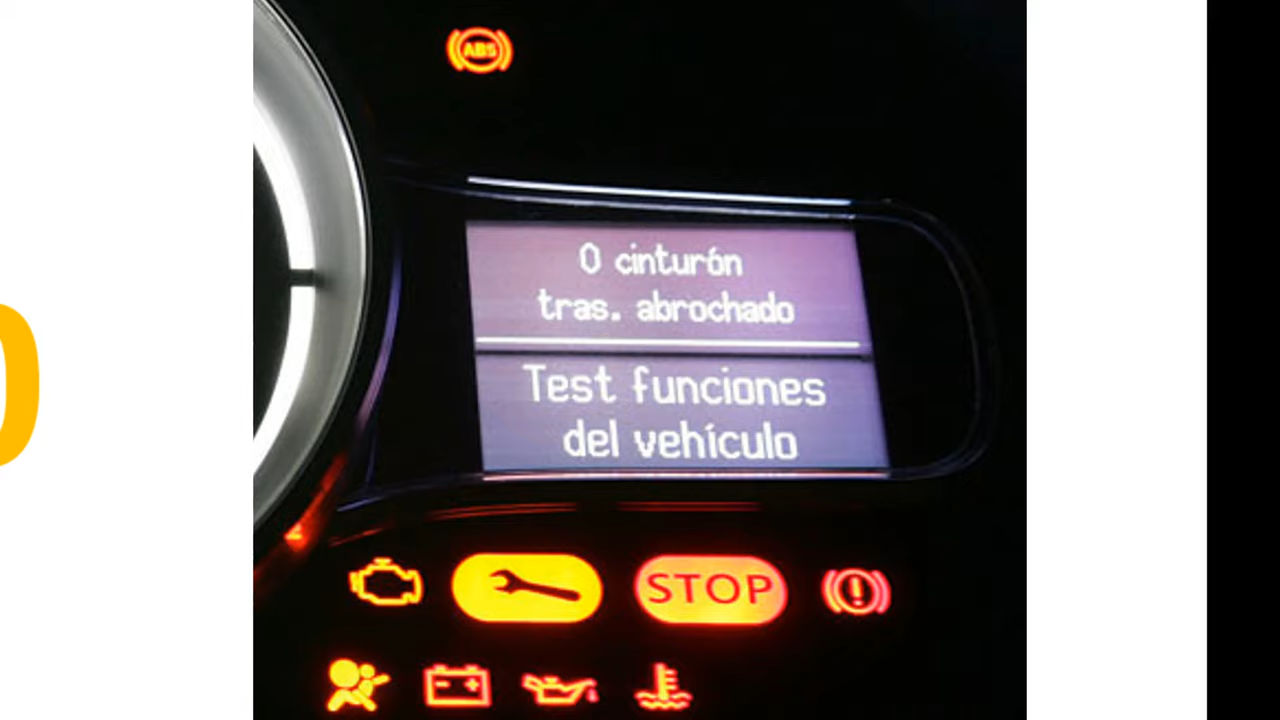 ABS
0 cinturón
tras. abrochado
Test funciones
del vehículo
STOP